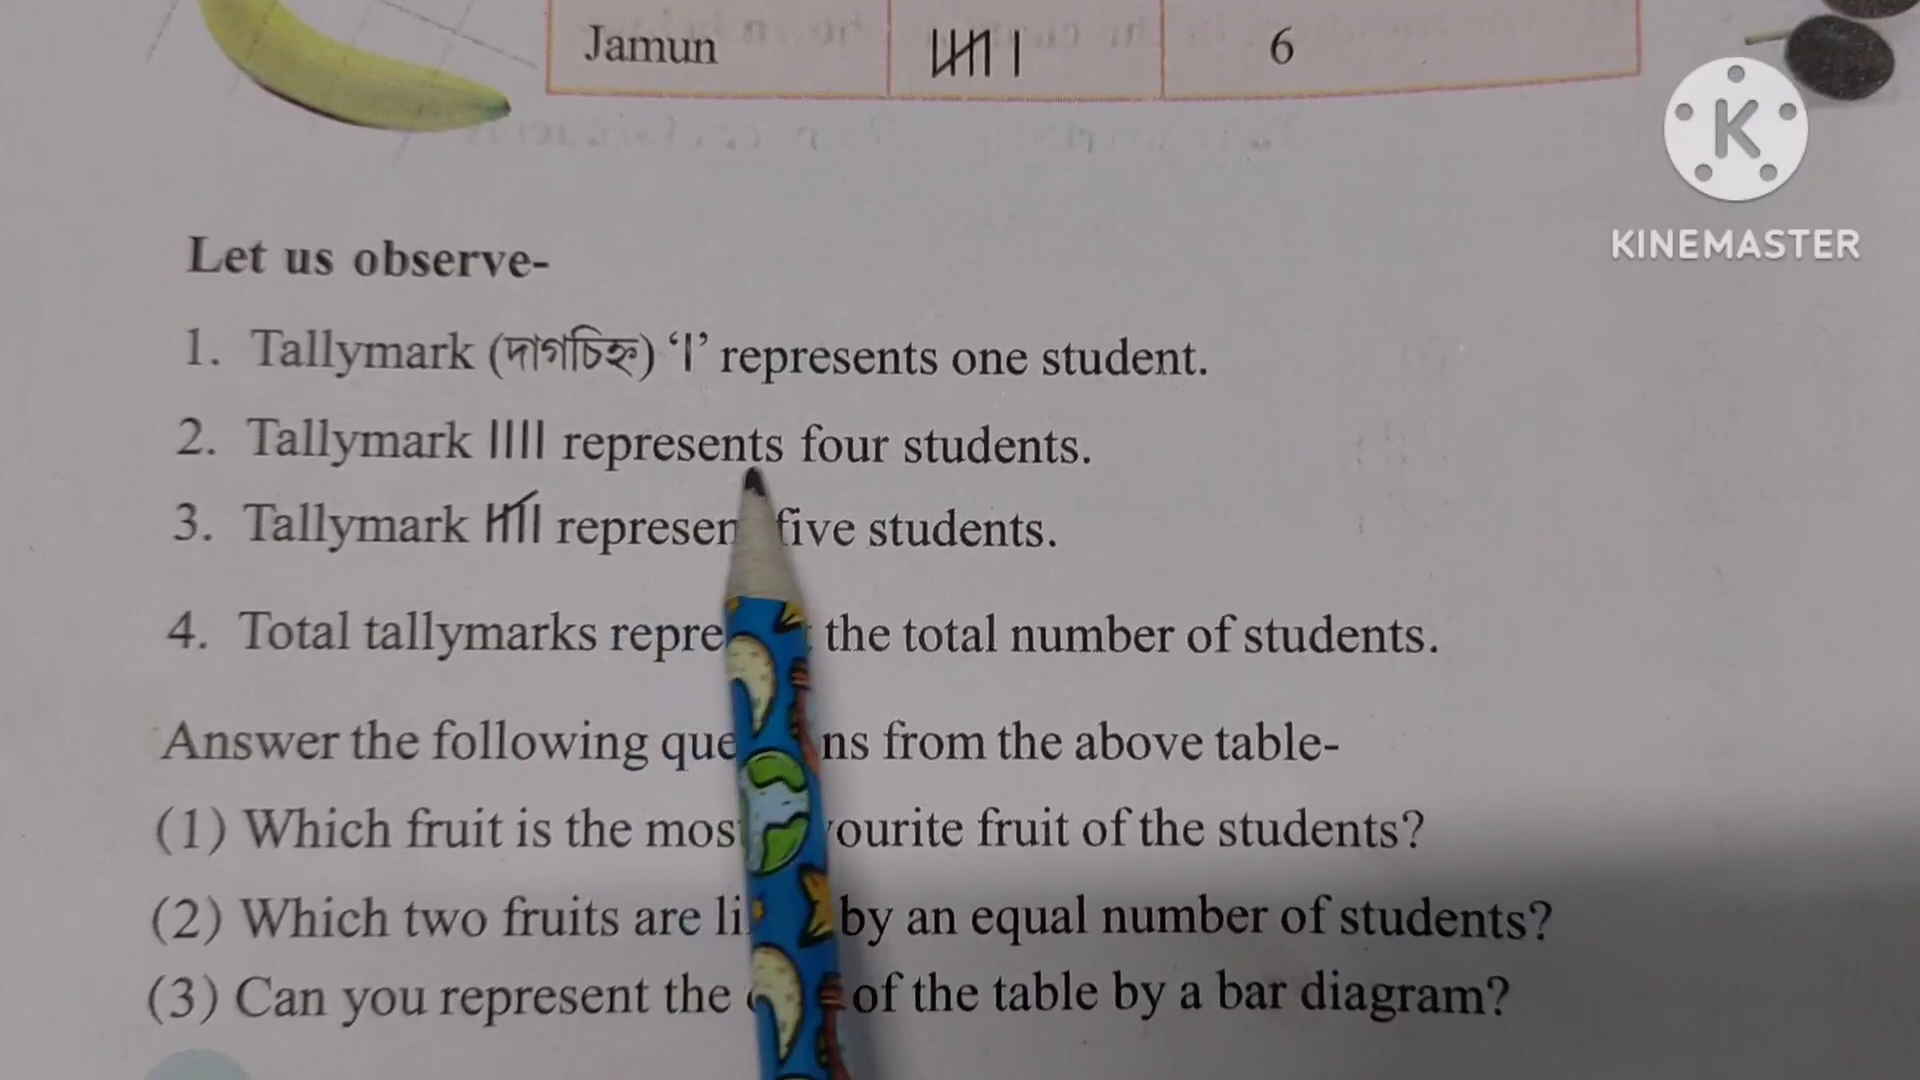 Jamun 𝍸 | 6
K
KINEMASTER
Let us observe-
1. Tallymark (দাগচিহ্ন) ‘|’ represents one student.
2. Tallymark |||| represents four students.
3. Tallymark 𝍸 five students.
4. Total tallymarks the total number of students.
Answer the following from the above table-
(1) Which fruit is the fruit of the students?
(2) Which two fruits are by an equal number of students?
(3) Can you represent the of the table by a bar diagram?